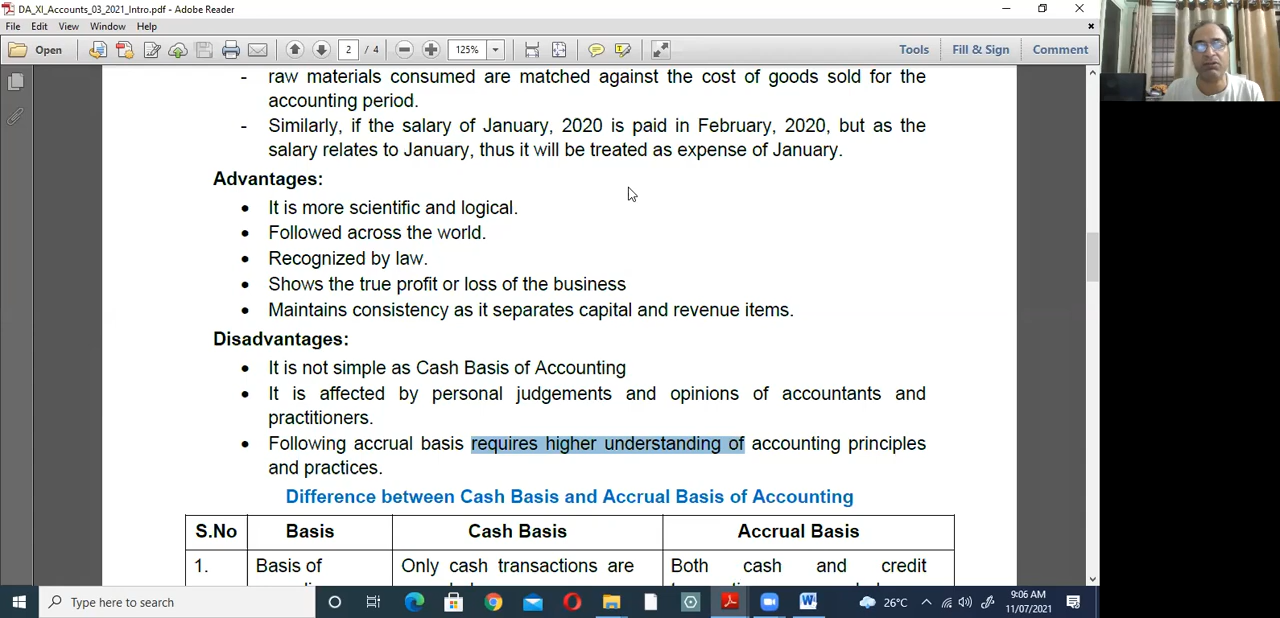 DA_XI_Accounts_03_2021_Intro.pdf - Adobe Reader
File Edit View Window Help
Open 2 / 4 125% Tools Fill & Sign Comment
- raw materials consumed are matched against the cost of goods sold for the
accounting period.
- Similarly, if the salary of January, 2020 is paid in February, 2020, but as the
salary relates to January, thus it will be treated as expense of January.
Advantages:
• It is more scientific and logical.
• Followed across the world.
• Recognized by law.
• Shows the true profit or loss of the business
• Maintains consistency as it separates capital and revenue items.
Disadvantages:
• It is not simple as Cash Basis of Accounting
• It is affected by personal judgements and opinions of accountants and
practitioners.
• Following accrual basis requires higher understanding of accounting principles
and practices.
Difference between Cash Basis and Accrual Basis of Accounting
S.No Basis Cash Basis Accrual Basis
1. Basis of Only cash transactions are Both cash and credit
Type here to search 26°C 9:06 AM
11/07/2021